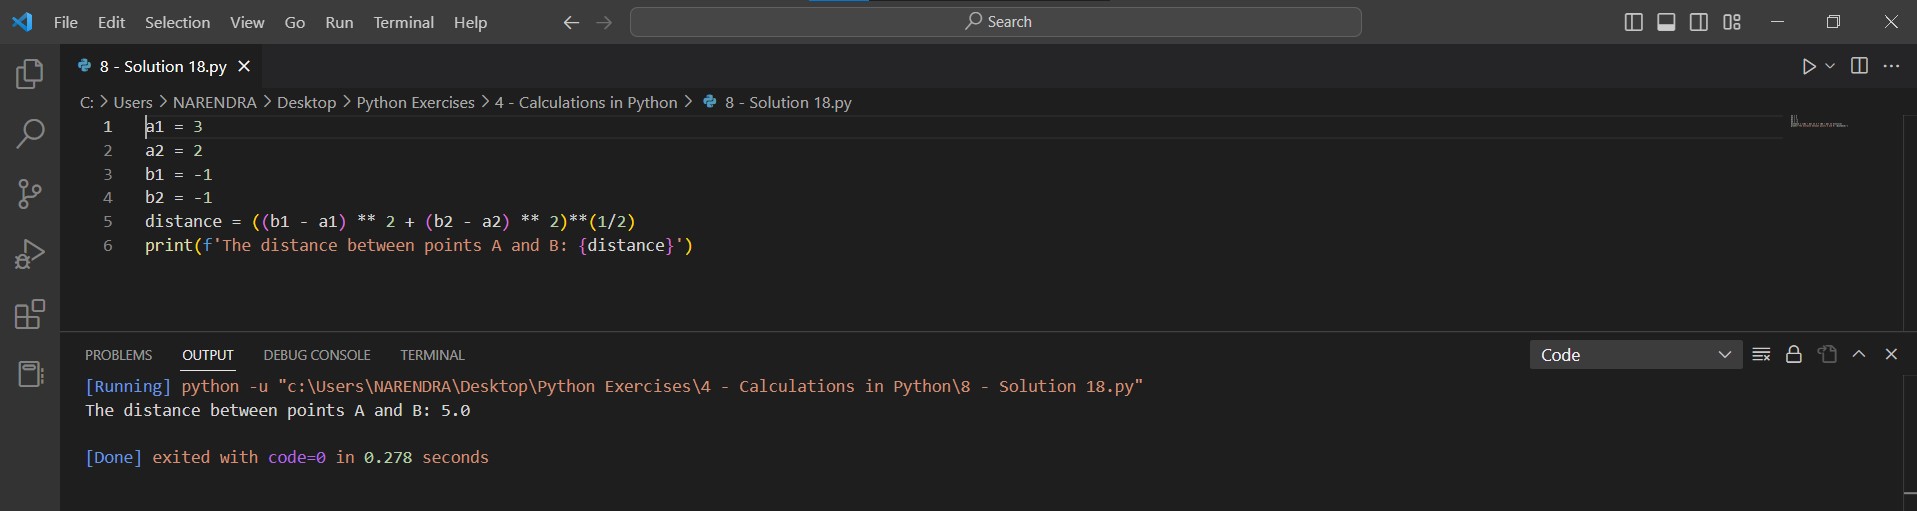 File Edit Selection View Go Run Terminal Help Search
8 - Solution 18.py
C: > Users > NARENDRA > Desktop > Python Exercises > 4 - Calculations in Python > 8 - Solution 18.py
1 a1 = 3
2 a2 = 2
3 b1 = -1
4 b2 = -1
5 distance = ((b1 - a1) ** 2 + (b2 - a2) ** 2)**(1/2)
6 print(f'The distance between points A and B: {distance}')
PROBLEMS OUTPUT DEBUG CONSOLE TERMINAL Code
[Running] python -u "c:\Users\NARENDRA\Desktop\Python Exercises\4 - Calculations in Python\8 - Solution 18.py"
The distance between points A and B: 5.0
[Done] exited with code=0 in 0.278 seconds